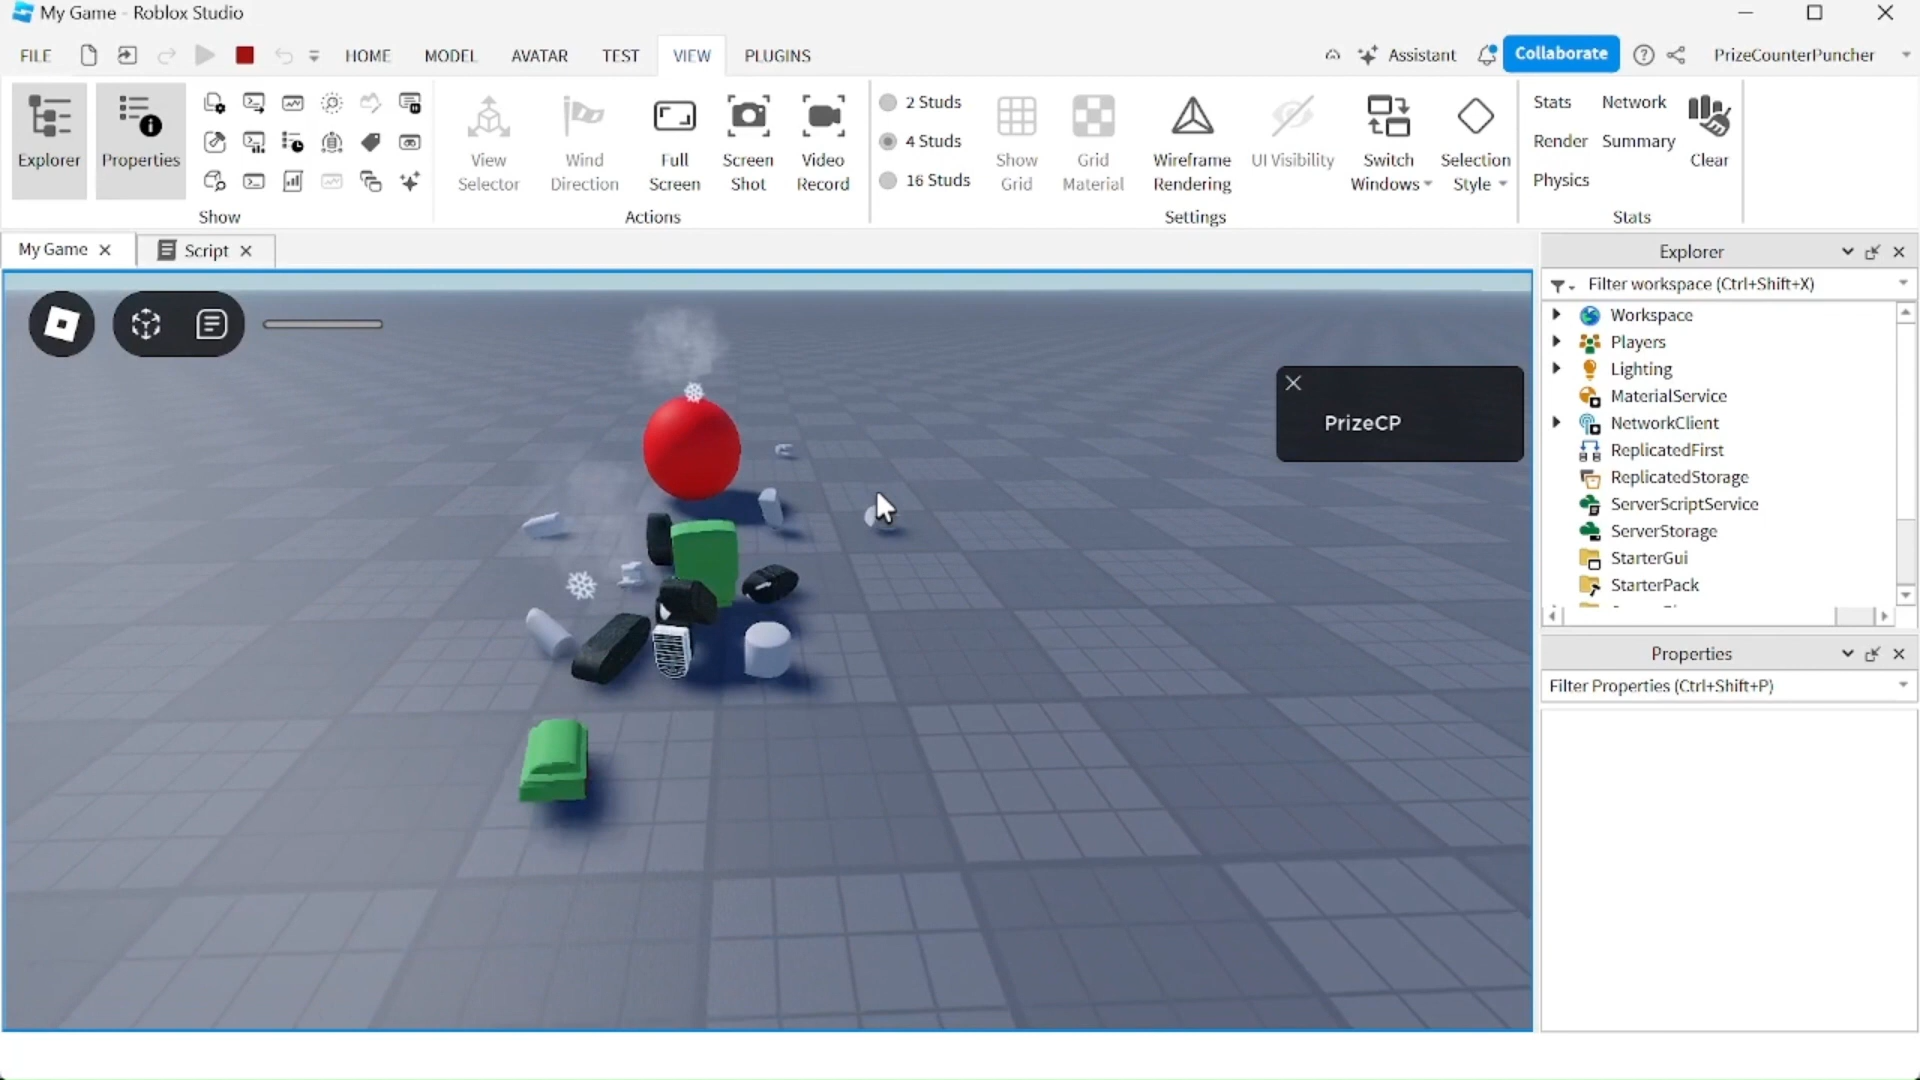 My Game - Roblox Studio
FILE
HOME
MODEL
AVATAR
TEST
VIEW
PLUGINS
Assistant
Collaborate
PrizeCounterPuncher
Explorer
Properties
Show
View
Selector
Wind
Direction
Full
Screen
Screen
Shot
Video
Record
Actions
2 Studs
4 Studs
16 Studs
Show
Grid
Grid
Material
Wireframe
Rendering
UI Visibility
Switch
Windows
Selection
Style
Settings
Stats
Network
Render
Summary
Physics
Clear
Stats
My Game
Script
PrizeCP
Explorer
Filter workspace (Ctrl+Shift+X)
Workspace
Players
Lighting
MaterialService
NetworkClient
ReplicatedFirst
ReplicatedStorage
ServerScriptService
ServerStorage
StarterGui
StarterPack
Properties
Filter Properties (Ctrl+Shift+P)